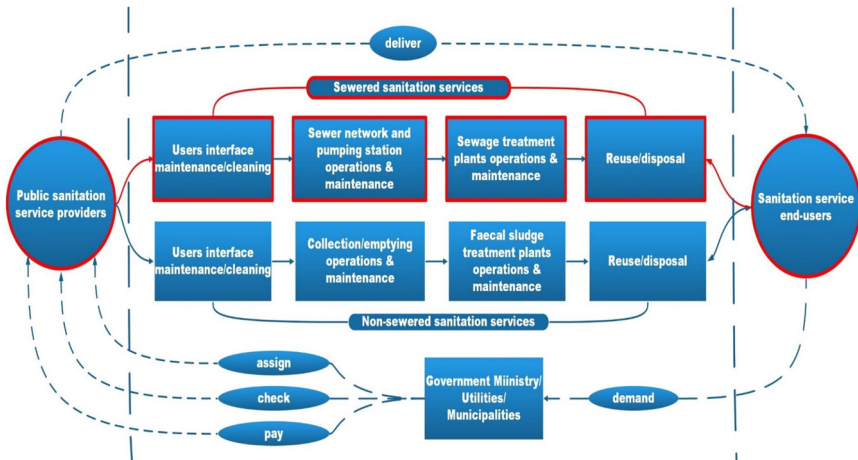 deliver
Sewered sanitation services
Users interface
maintenance/cleaning
Sewer network and
pumping station
operations &
maintenance
Sewage treatment
plants operations &
maintenance
Reuse/disposal
Public sanitation
service providers
Sanitation service
end-users
Users interface
maintenance/cleaning
Collection/emptying
operations &
maintenance
Faecal sludge
treatment plants
operations &
maintenance
Reuse/disposal
Non-sewered sanitation services
assign
check
pay
Government Miinistry/
Utilities/
Municipalities
demand